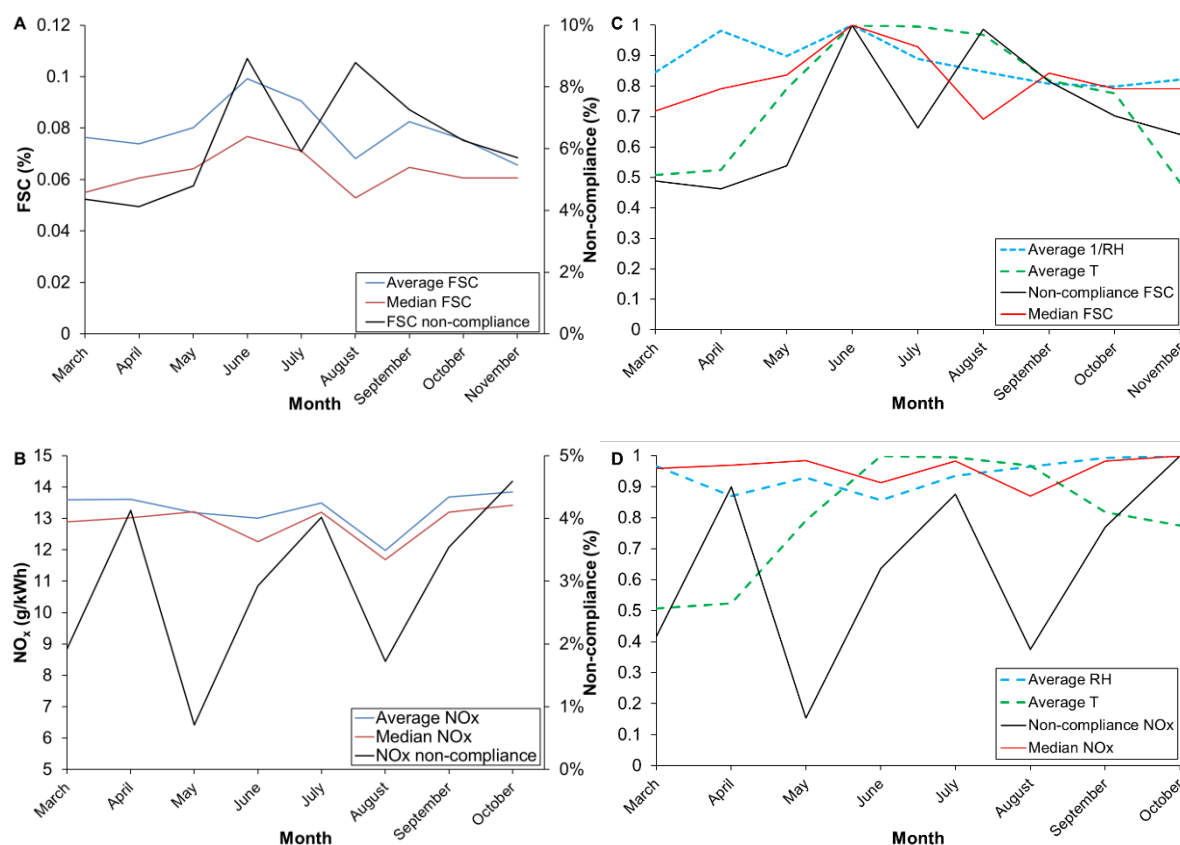 A
0.12
0.1
0.08
0.06
0.04
0.02
0
FSC (%)
10%
8%
6%
4%
2%
0%
Non-compliance (%)
Average FSC
Median FSC
FSC non-compliance
March
April
May
June
July
August
September
October
November
Month
C
1
0.9
0.8
0.7
0.6
0.5
0.4
0.3
0.2
0.1
0
Average 1/RH
Average T
Non-compliance FSC
Median FSC
March
April
May
June
July
August
September
October
November
Month
B
15
14
13
12
11
10
9
8
7
6
5
NOx (g/kWh)
5%
4%
3%
2%
1%
0%
Non-compliance (%)
Average NOx
Median NOx
NOx non-compliance
March
April
May
June
July
August
September
October
Month
D
1
0.9
0.8
0.7
0.6
0.5
0.4
0.3
0.2
0.1
0
Average RH
Average T
Non-compliance NOx
Median NOx
March
April
May
June
July
August
September
October
Month